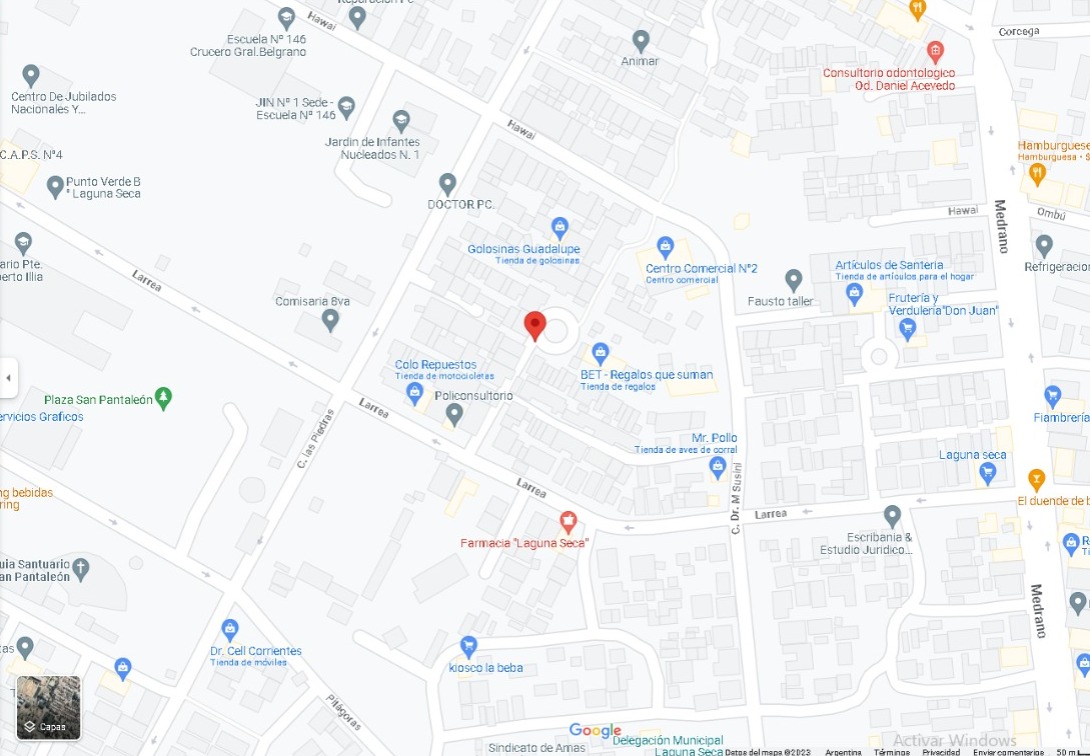 Hawai
Escuela Nº 146
Crucero Gral.Belgrano
Animar
Corcega
Consultorio odontologico
Od. Daniel Acevedo
Centro De Jubilados
Nacionales Y...
JIN Nº 1 Sede -
Escuela Nº 146
Jardin de Infantes
Nucleados N. 1
Hawai
C.A.P.S. N°4
Punto Verde B
° Laguna Seca
DOCTOR PC.
Hamburguese
Hamburguesa • $
Hawai
Medrano
Ombú
Golosinas Guadalupe
Tienda de golosinas
Centro Comercial N°2
Centro comercial
Fausto taller
Artículos de Santeria
Tienda de artículos para el hogar
Frutería y
Verdulería"Don Juan"
Refrigeracion
ario Pte.
berto Illia
Larrea
Comisaria 8va
Colo Repuestos
Tienda de motocicletas
Policonsultorio
BET - Regalos que suman
Tienda de regalos
Plaza San Pantaleón
ervicios Graficos
Larrea
C. las Piedras
Mr. Pollo
Tienda de aves de corral
Fiambrería
Laguna seca
C. Dr. M Susini
Larrea
Larrea
El duende de b
ng bebidas
ring
Farmacia "Laguna Seca"
Escribania &
Estudio Juridico...
uia Santuario
an Pantaleón
Medrano
Dr. Cell Corrientes
Tienda de móviles
kiosco la beba
Pitágoras
Capas
Google
Sindicato de Amas
Delegación Municipal
Laguna Seca
Activar Windows
Datos del mapa ©2023 Argentina Términos Privacidad Enviar comentarios 50 m